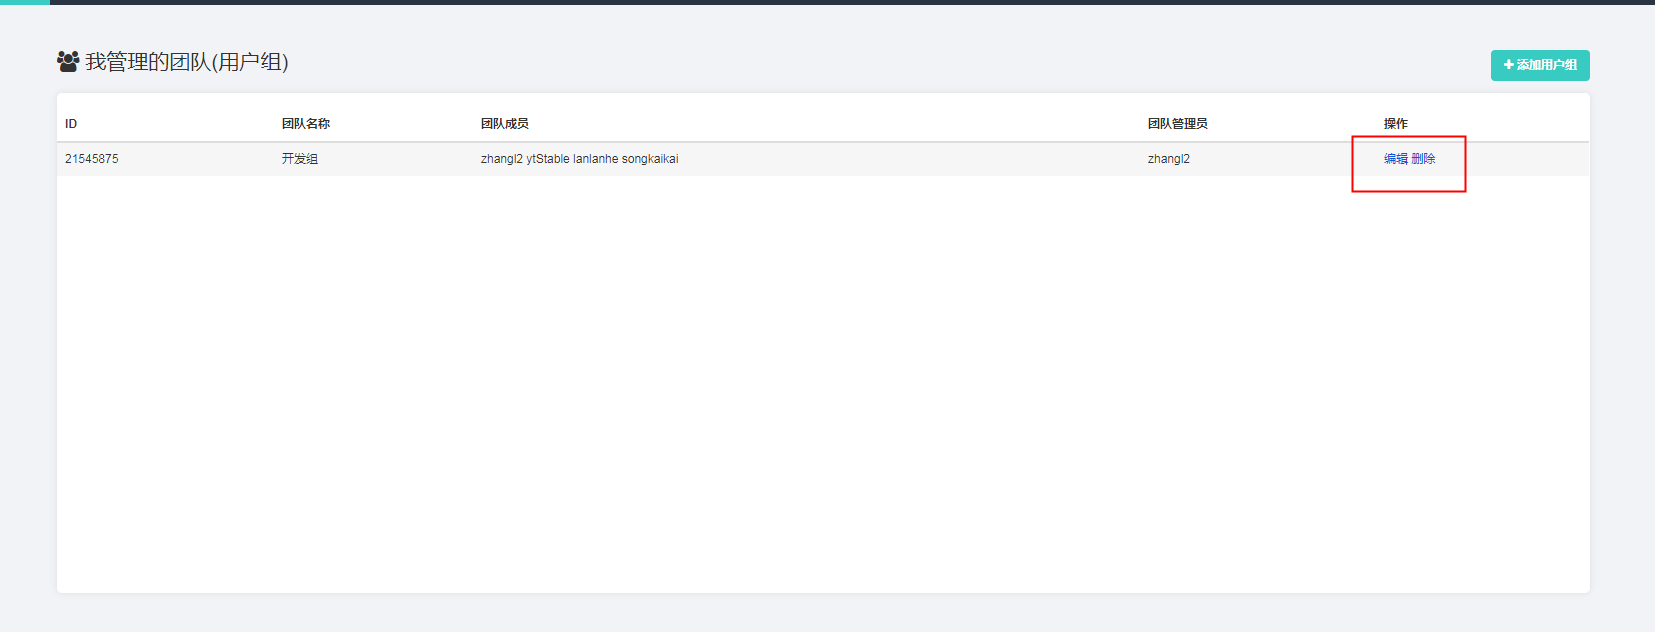 我管理的团队(用户组)
添加用户组
ID 团队名称 团队成员 团队管理员 操作
21545875 开发组 zhangl2 ytStable lanlanhe songkaikai zhangl2 编辑 删除